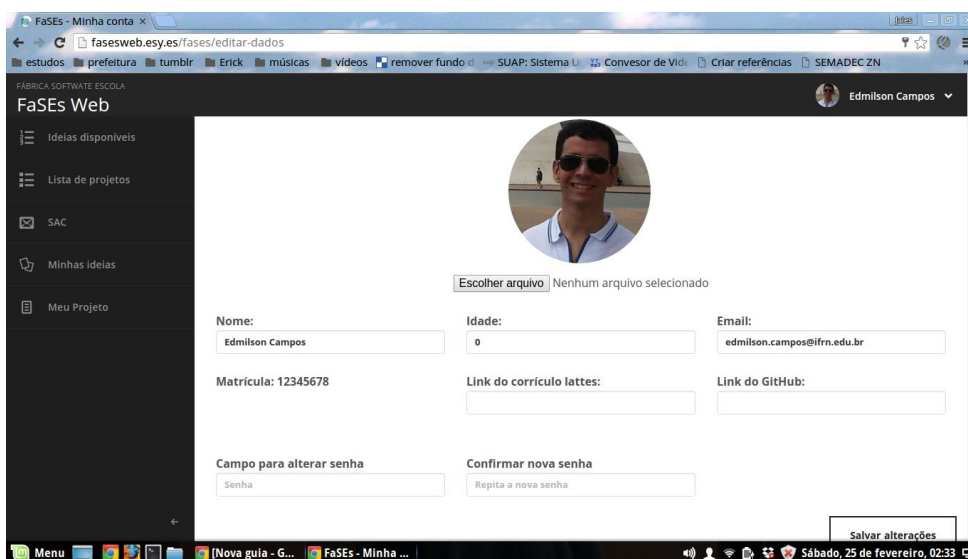 FaSEs - Minha conta ×
jales
fasesweb.esy.es/fases/editar-dados
estudos prefeitura tumblr Erick músicas vídeos remover fundo d SUAP: Sistema U Convesor de Vide Criar referências SEMADEC ZN
FÁBRICA SOFTWATE ESCOLA
FaSEs Web
Edmilson Campos
Ideias disponíveis
Lista de projetos
SAC
Minhas ideias
Meu Projeto
Escolher arquivo Nenhum arquivo selecionado
Nome: Idade: Email:
Edmilson Campos 0 edmilson.campos@ifrn.edu.br
Matrícula: 12345678 Link do corrículo lattes: Link do GitHub:
Campo para alterar senha Confirmar nova senha
Senha Repita a nova senha
Salvar alterações
Menu [Nova guia - G... FaSEs - Minha ... Sábado, 25 de fevereiro, 02:33